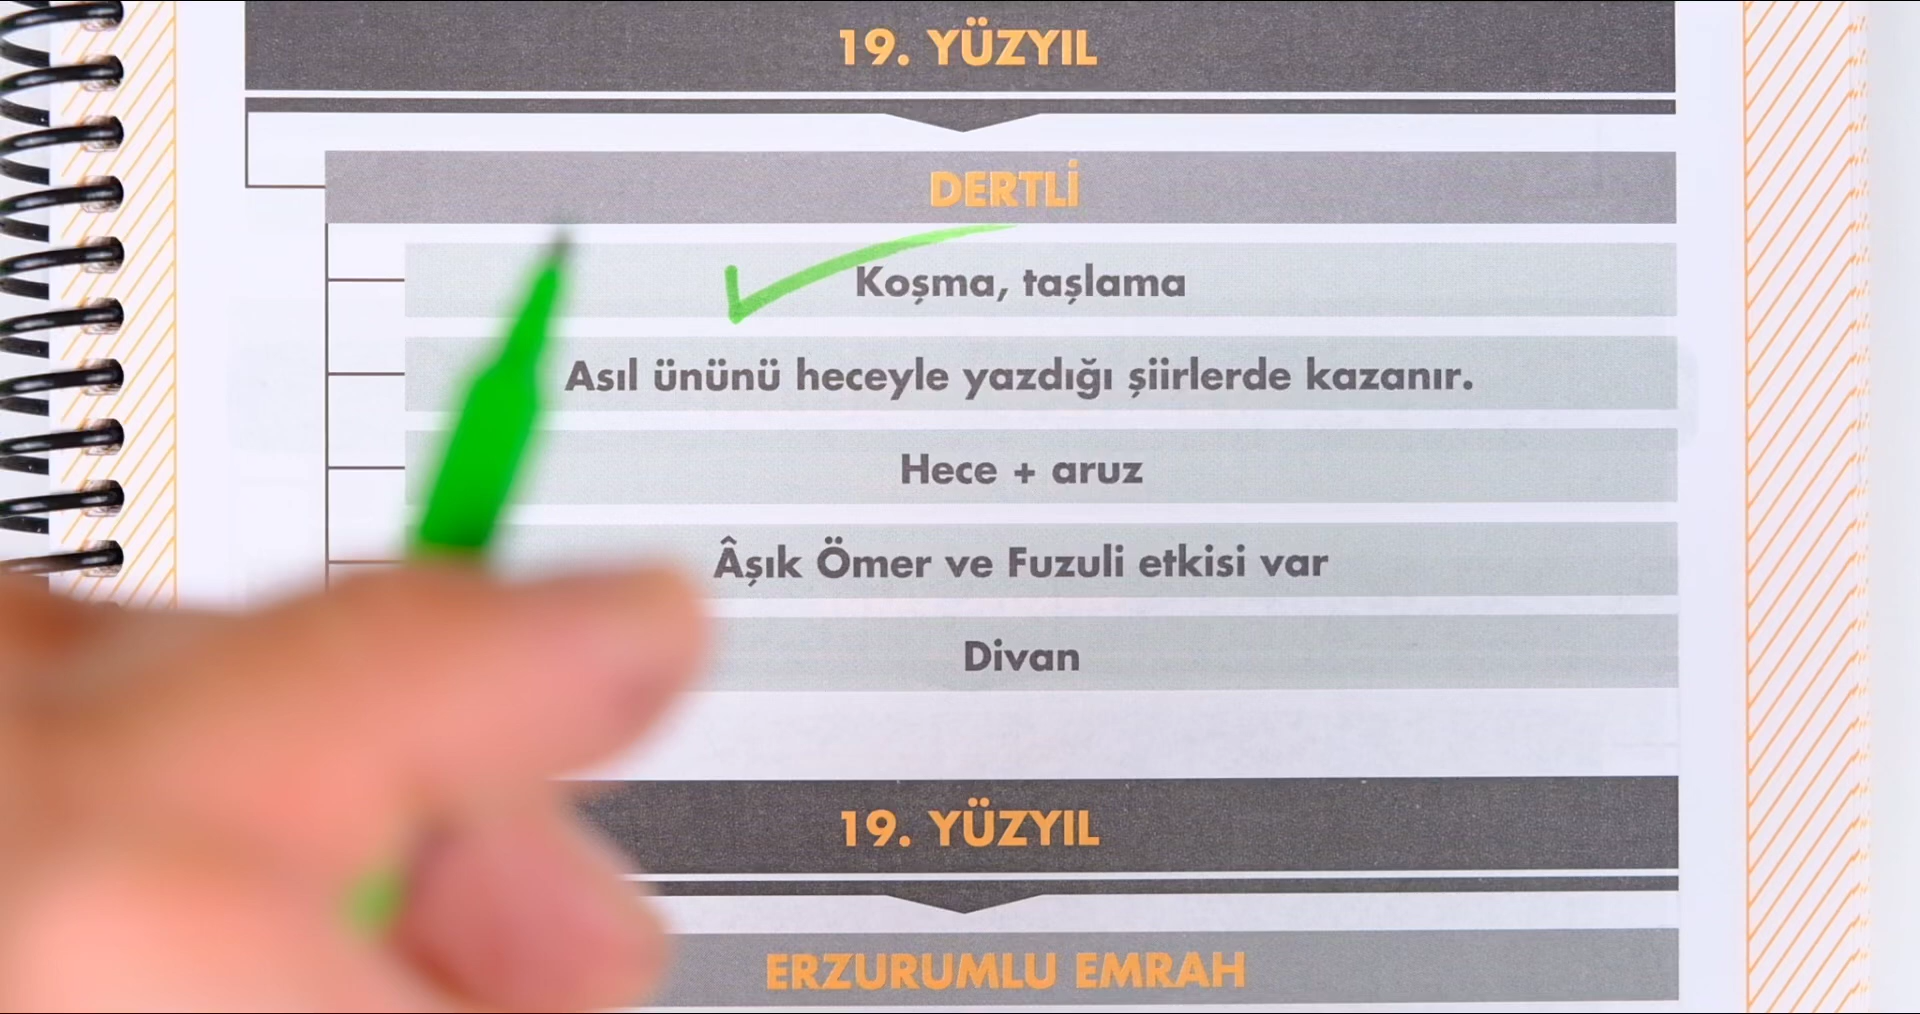 19. YÜZYIL
DERTLİ
Koşma, taşlama
Asıl ününü heceyle yazdığı şiirlerde kazanır.
Hece + aruz
Âşık Ömer ve Fuzuli etkisi var
Divan
19. YÜZYIL
ERZURUMLU EMRAH